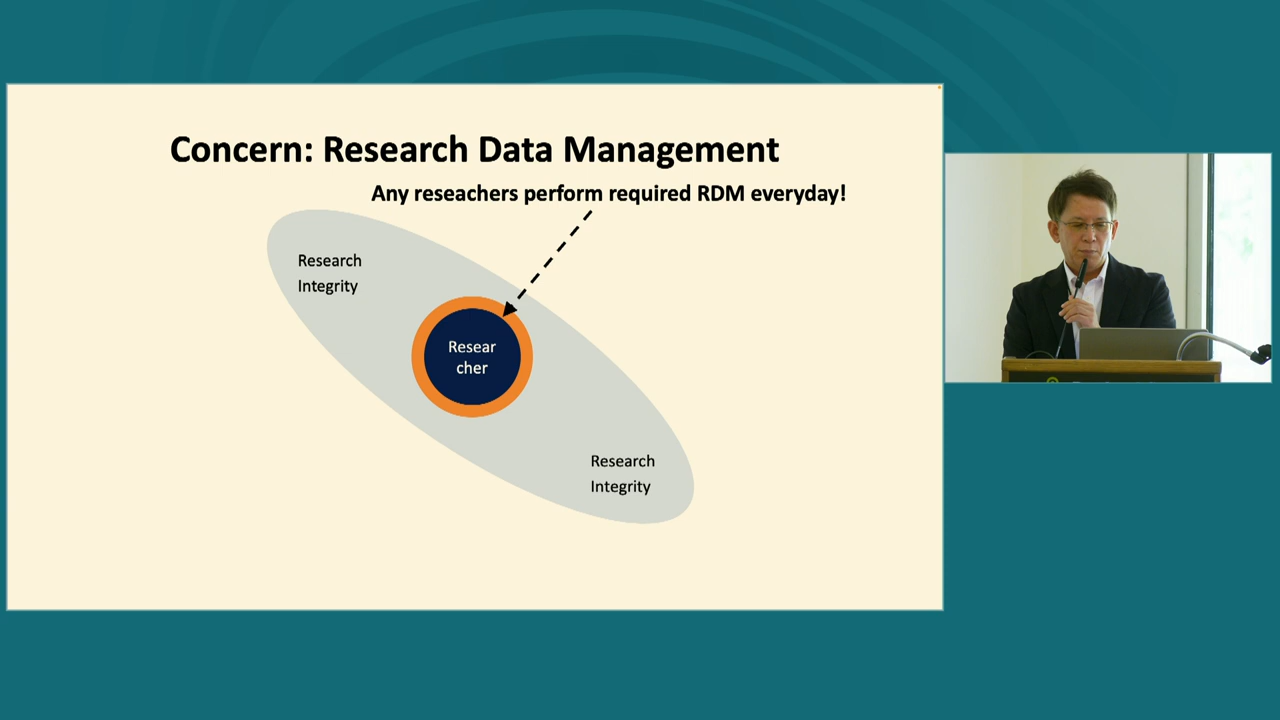 Concern: Research Data Management
Any reseachers perform required RDM everyday!
Research
Integrity
Resear
cher
Research
Integrity